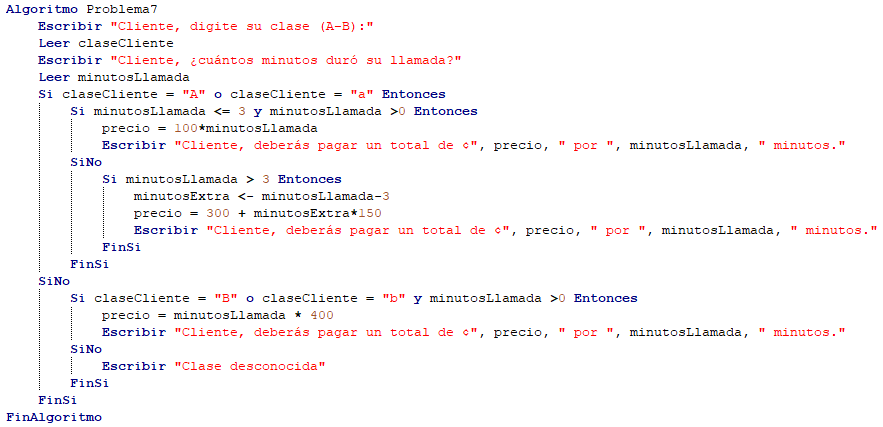 Algoritmo Problema7
    Escribir "Cliente, digite su clase (A-B):"
    Leer claseCliente
    Escribir "Cliente, ¿cuántos minutos duró su llamada?"
    Leer minutosLlamada
    Si claseCliente = "A" o claseCliente = "a" Entonces
        Si minutosLlamada <= 3 y minutosLlamada >0 Entonces
            precio = 100*minutosLlamada
            Escribir "Cliente, deberás pagar un total de ¢", precio, " por ", minutosLlamada, " minutos."
        SiNo
            Si minutosLlamada > 3 Entonces
                minutosExtra <- minutosLlamada-3
                precio = 300 + minutosExtra*150
                Escribir "Cliente, deberás pagar un total de ¢", precio, " por ", minutosLlamada, " minutos."
            FinSi
        FinSi
    SiNo
        Si claseCliente = "B" o claseCliente = "b" y minutosLlamada >0 Entonces
            precio = minutosLlamada * 400
            Escribir "Cliente, deberás pagar un total de ¢", precio, " por ", minutosLlamada, " minutos."
        SiNo
            Escribir "Clase desconocida"
        FinSi
    FinSi
FinAlgoritmo